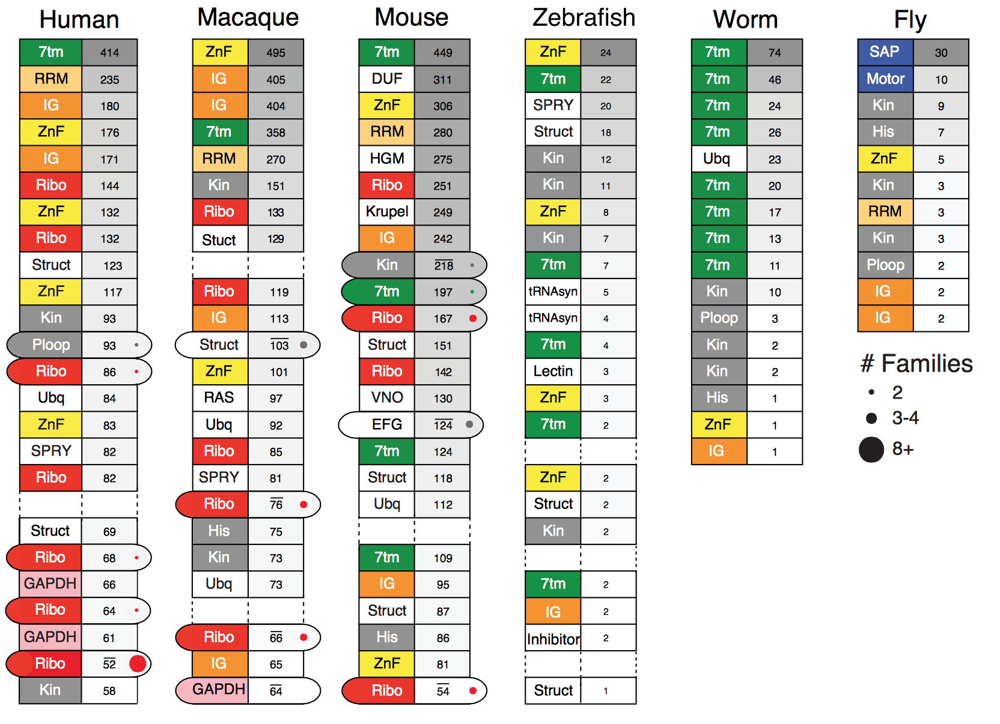 Human
7tm 414
RRM 235
IG 180
ZnF 176
IG 171
Ribo 144
ZnF 132
Ribo 132
Struct 123
ZnF 117
Kin 93
Ploop 93
Ribo 86
Ubq 84
ZnF 83
SPRY 82
Ribo 82
Struct 69
Ribo 68
GAPDH 66
Ribo 64
GAPDH 61
Ribo 52
Kin 58
Macaque
ZnF 495
IG 405
IG 404
7tm 358
RRM 270
Kin 151
Ribo 133
Stuct 129
Ribo 119
IG 113
Struct 103
ZnF 101
RAS 97
Ubq 92
Ribo 85
SPRY 81
Ribo 76
His 75
Kin 73
Ubq 73
Ribo 66
IG 65
GAPDH 64
Mouse
7tm 449
DUF 311
ZnF 306
RRM 280
HGM 275
Ribo 251
Krupel 249
IG 242
Kin 218
7tm 197
Ribo 167
Struct 151
Ribo 142
VNO 130
EFG 124
7tm 124
Struct 118
Ubq 112
7tm 109
IG 95
Struct 87
His 86
ZnF 81
Ribo 54
Zebrafish
ZnF 24
7tm 22
SPRY 20
Struct 18
Kin 12
Kin 11
ZnF 8
Kin 7
7tm 7
tRNAsyn 5
tRNAsyn 4
7tm 4
Lectin 3
ZnF 3
7tm 2
ZnF 2
Struct 2
Kin 2
7tm 2
IG 2
Inhibitor 2
Struct 1
Worm
7tm 74
7tm 46
7tm 24
7tm 26
Ubq 23
7tm 20
7tm 17
7tm 13
7tm 11
Kin 10
Ploop 3
Kin 2
Kin 2
His 1
ZnF 1
IG 1
Fly
SAP 30
Motor 10
Kin 9
His 7
ZnF 5
Kin 3
RRM 3
Kin 3
Ploop 2
IG 2
IG 2
# Families
2
3-4
8+